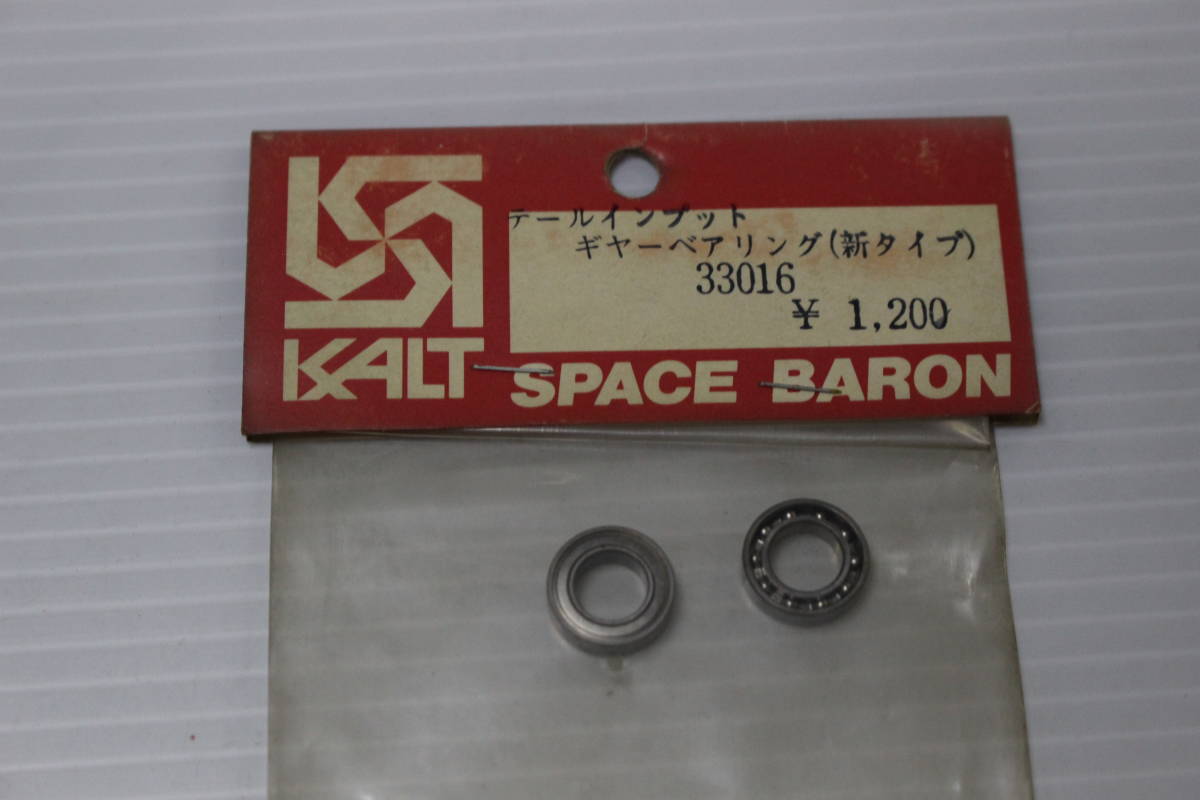 テールインプット
ギヤーベアリング(新タイプ)
33016
¥ 1,200
KALT SPACE BARON